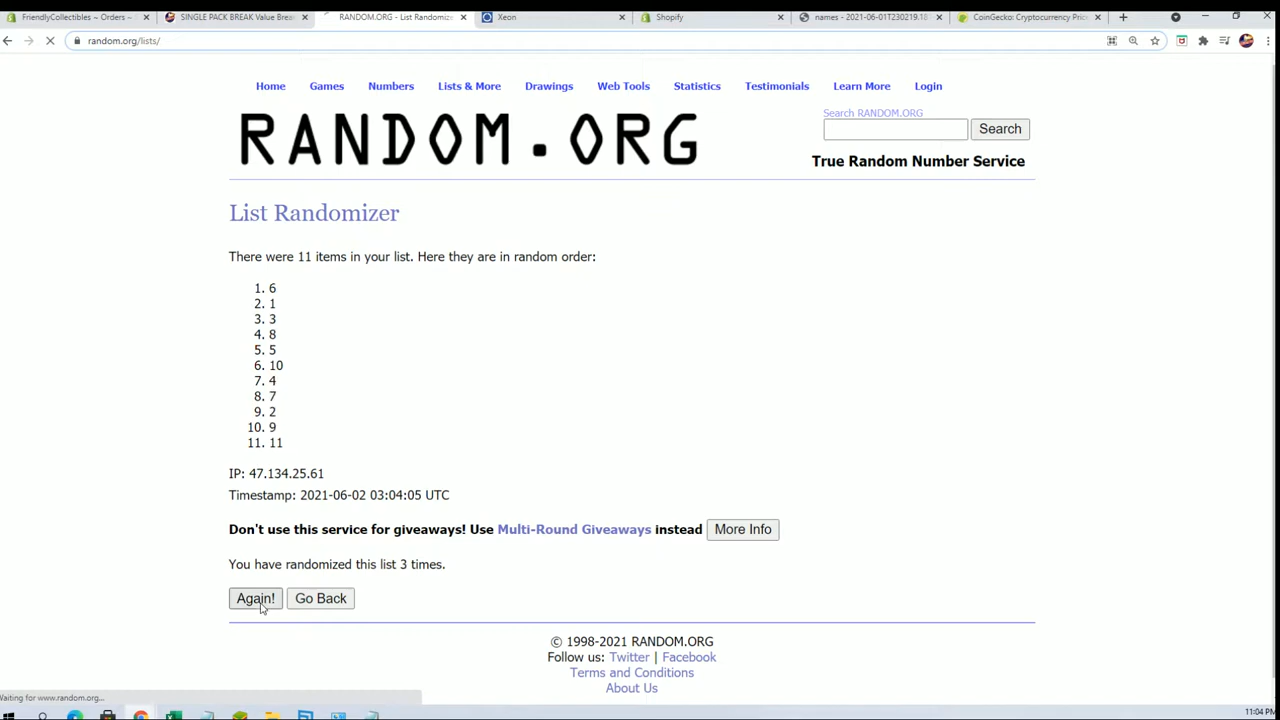 FriendlyCollectibles ~ Orders ~ S
SINGLE PACK BREAK Value Brea
RANDOM.ORG - List Randomizer
Xeon
Shopify
names - 2021-06-01T230219.18
CoinGecko: Cryptocurrency Pric
random.org/lists/
Home Games Numbers Lists & More Drawings Web Tools Statistics Testimonials Learn More Login
RANDOM.ORG
Search RANDOM.ORG
Search
True Random Number Service
List Randomizer
There were 11 items in your list. Here they are in random order:
1. 6
2. 1
3. 3
4. 8
5. 5
6. 10
7. 4
8. 7
9. 2
10. 9
11. 11
IP: 47.134.25.61
Timestamp: 2021-06-02 03:04:05 UTC
Don't use this service for giveaways! Use Multi-Round Giveaways instead More Info
You have randomized this list 3 times.
Again! Go Back
© 1998-2021 RANDOM.ORG
Follow us: Twitter | Facebook
Terms and Conditions
About Us
Waiting for www.random.org...
11:04 PM